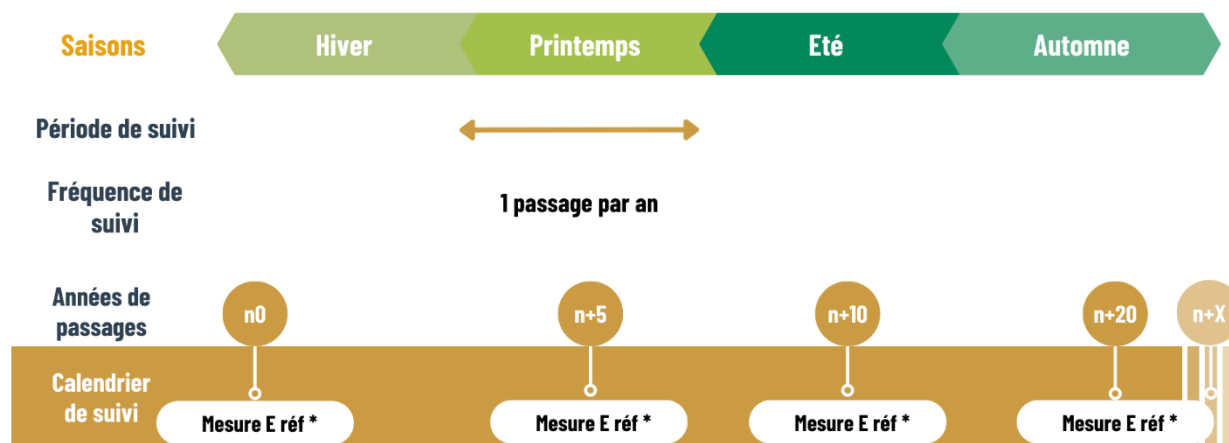 Saisons
Hiver
Printemps
Eté
Automne
Période de suivi
Fréquence de
suivi
1 passage par an
Années de
passages
n0
n+5
n+10
n+20
n+X
Calendrier
de suivi
Mesure E réf *
Mesure E réf *
Mesure E réf *
Mesure E réf *